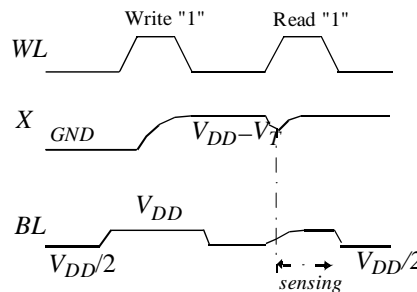 Write "1" Read "1"
WL
X
GND
V_DD−V_T
BL
V_DD
V_DD/2 V_DD/2
sensing